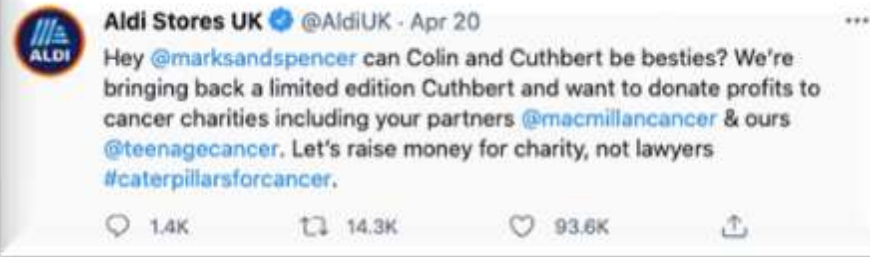 Aldi Stores UK @AldiUK · Apr 20
ALDI
Hey @marksandspencer can Colin and Cuthbert be besties? We're
bringing back a limited edition Cuthbert and want to donate profits to
cancer charities including your partners @macmillancancer & ours
@teenagecancer. Let's raise money for charity, not lawyers
#caterpillarsforcancer.
1.4K 14.3K 93.6K